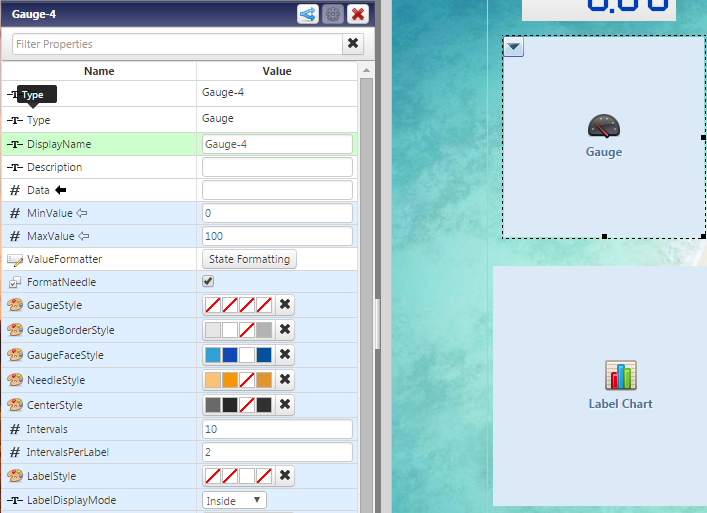 Gauge-4
Filter Properties
Name Value
Gauge-4
Type
Type Gauge
DisplayName Gauge-4
Description
Data
MinValue 0
MaxValue 100
ValueFormatter State Formatting
FormatNeedle
GaugeStyle
GaugeBorderStyle
GaugeFaceStyle
NeedleStyle
CenterStyle
Intervals 10
IntervalsPerLabel 2
LabelStyle
LabelDisplayMode Inside
Gauge
Label Chart